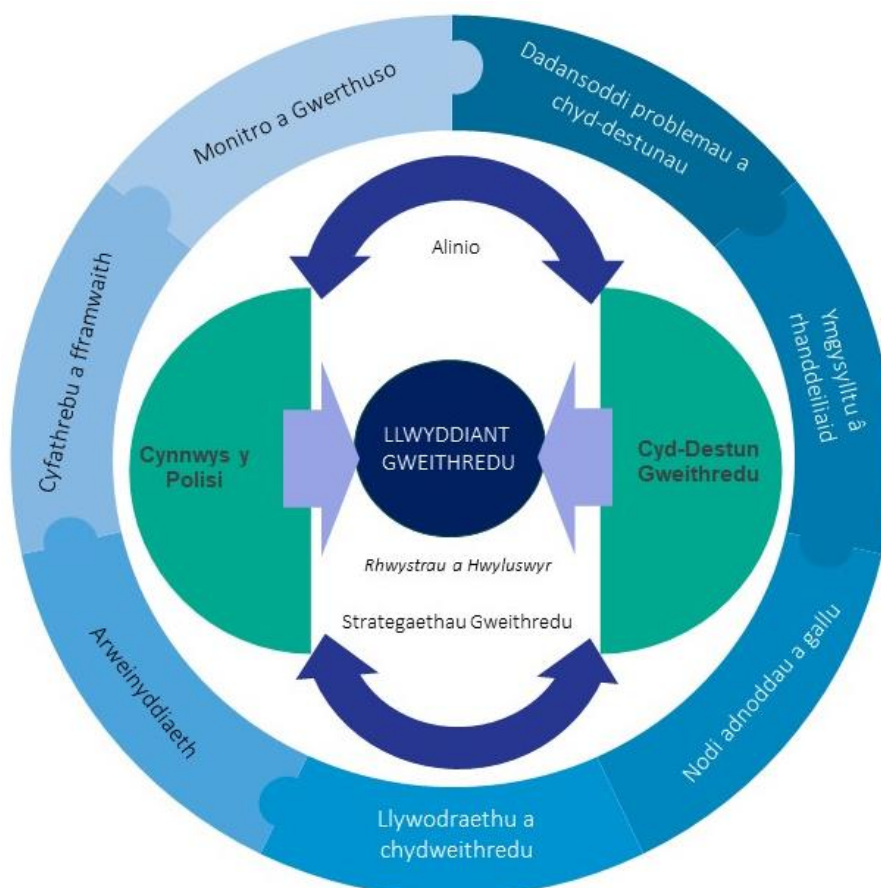 Monitro a Gwerthuso
Dadansoddi problemau a
chyd-destunau
Ymgysylltu â
rhanddeiliaid
Nodi adnoddau a gallu
Llywodraethu a
chydweithredu
Arweinyddiaeth
Cyfathrebu a fframwaith
Alinio
Cynnwys y
Polisi
LLWYDDIANT
GWEITHREDU
Cyd-Destun
Gweithredu
Rhwystrau a Hwyluswyr
Strategaethau Gweithredu